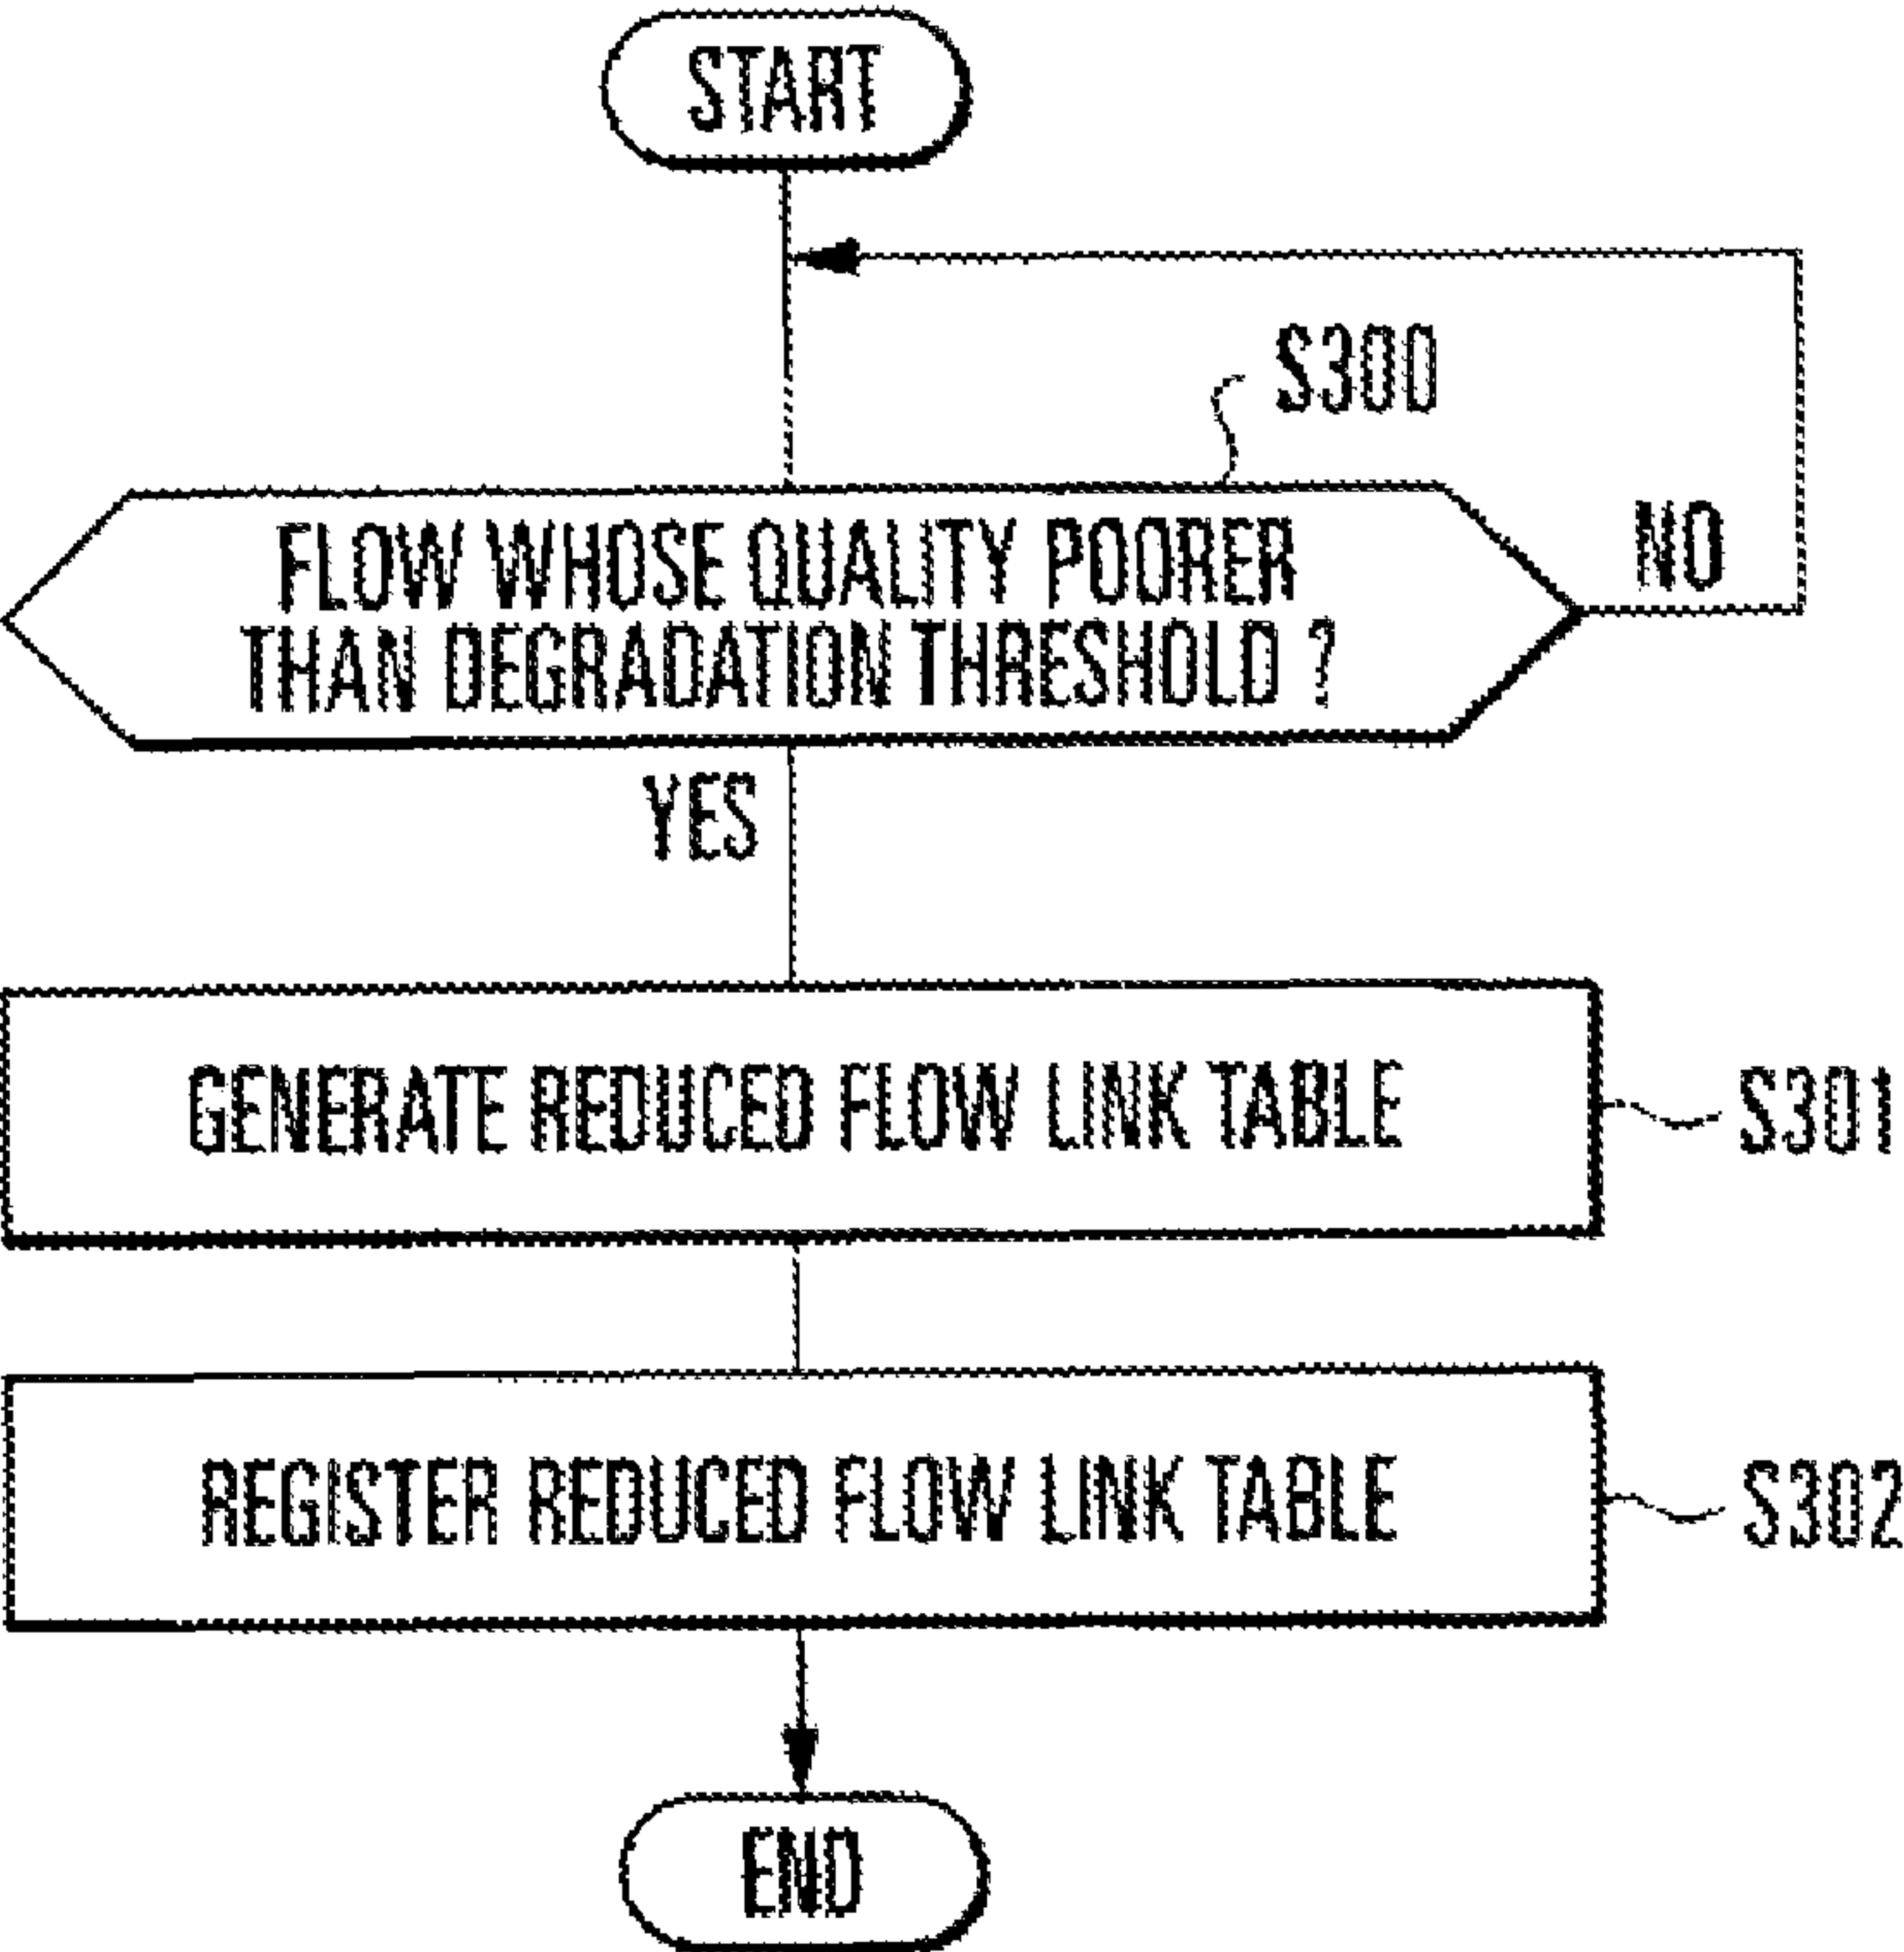 START
S300
FLOW WHOSE QUALITY POORER
THAN DEGRADATION THRESHOLD ?
NO
YES
GENERATE REDUCED FLOW LINK TABLE
S301
REGISTER REDUCED FLOW LINK TABLE
S302
END